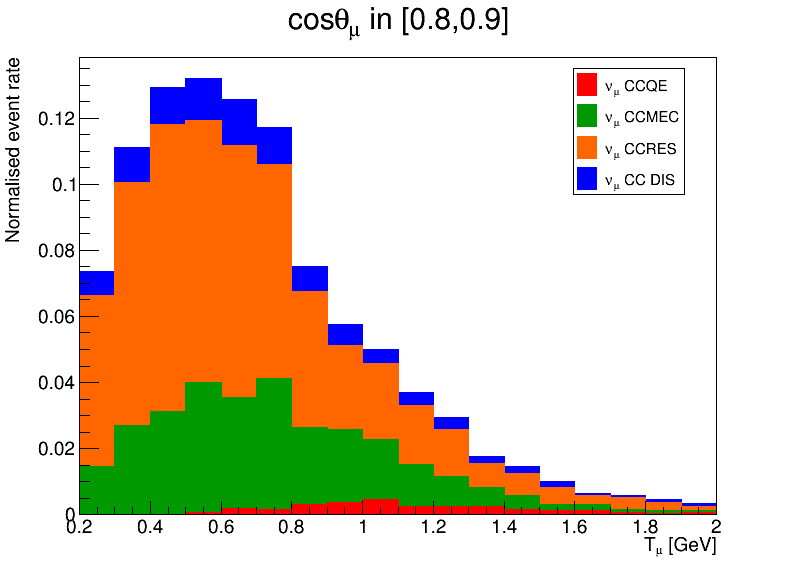 cosθμ in [0.8,0.9]
Normalised event rate
νμ CCQE
νμ CCMEC
νμ CCRES
νμ CC DIS
0.12
0.1
0.08
0.06
0.04
0.02
0
0.2 0.4 0.6 0.8 1 1.2 1.4 1.6 1.8 2
Tμ [GeV]